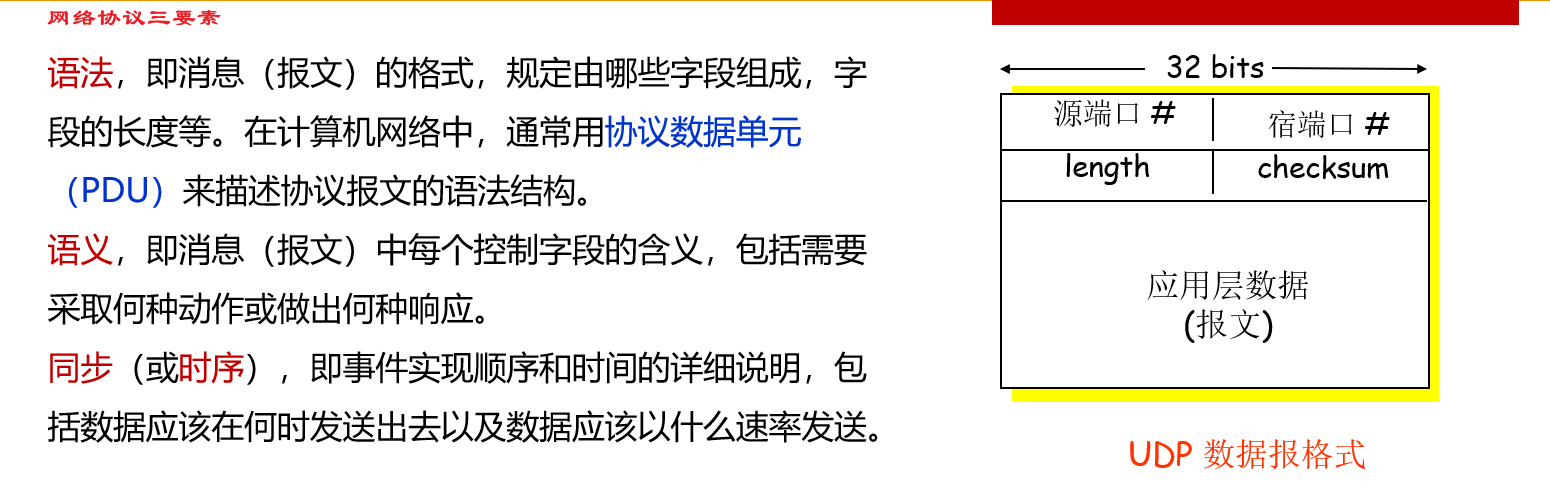 网络协议三要素
语法，即消息（报文）的格式，规定由哪些字段组成，字
段的长度等。在计算机网络中，通常用协议数据单元
（PDU）来描述协议报文的语法结构。
语义，即消息（报文）中每个控制字段的含义，包括需要
采取何种动作或做出何种响应。
同步（或时序），即事件实现顺序和时间的详细说明，包
括数据应该在何时发送出去以及数据应该以什么速率发送。
32 bits
源端口 #
宿端口 #
length
checksum
应用层数据
(报文)
UDP 数据报格式